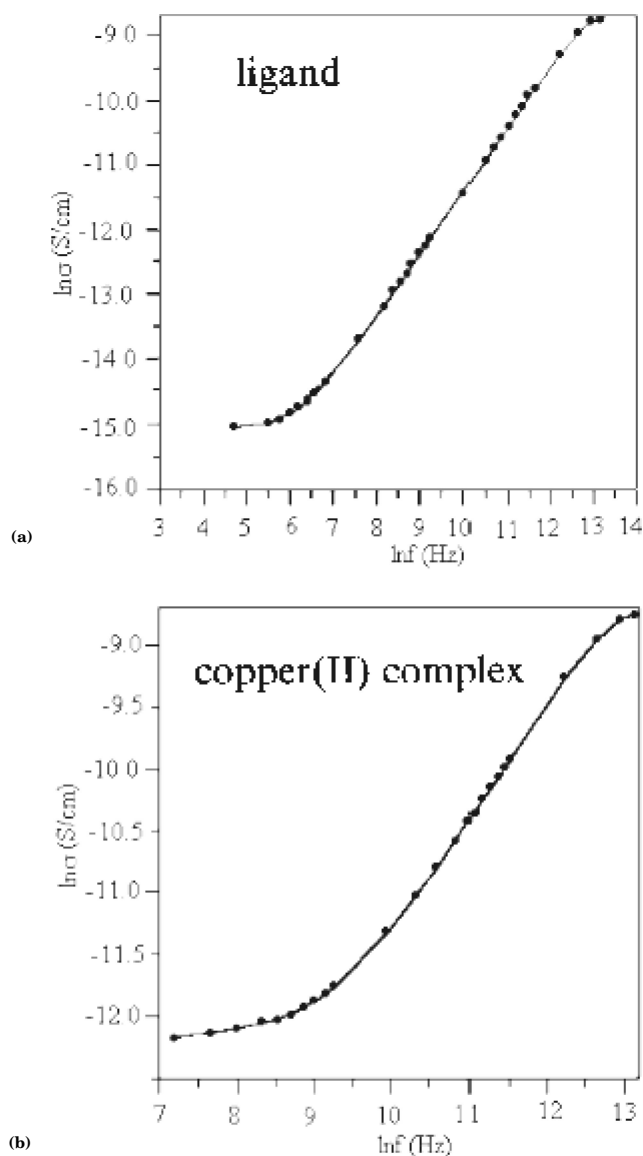 ligand
lnσ (S/cm)
-9.0
-10.0
-11.0
-12.0
-13.0
-14.0
-15.0
-16.0
3 4 5 6 7 8 9 10 11 12 13 14
lnf (Hz)
(a)
copper(II) complex
lnσ (S/cm)
-9.0
-9.5
-10.0
-10.5
-11.0
-11.5
-12.0
7 8 9 10 11 12 13
lnf (Hz)
(b)